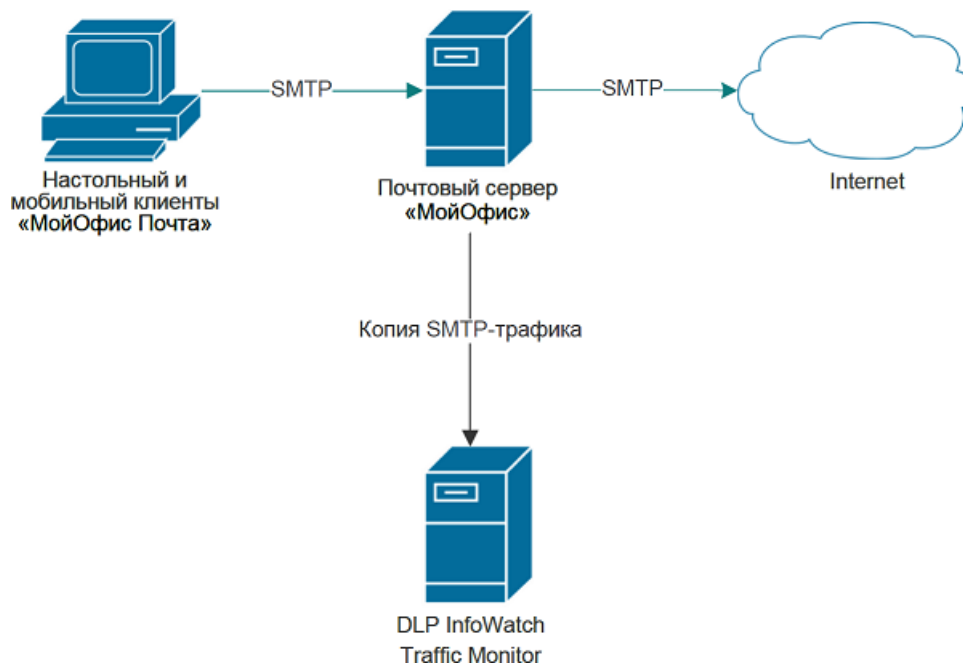 SMTP
SMTP
Настольный и
мобильный клиенты
«МойОфис Почта»
Почтовый сервер
«МойОфис»
Internet
Копия SMTP-трафика
DLP InfoWatch
Traffic Monitor